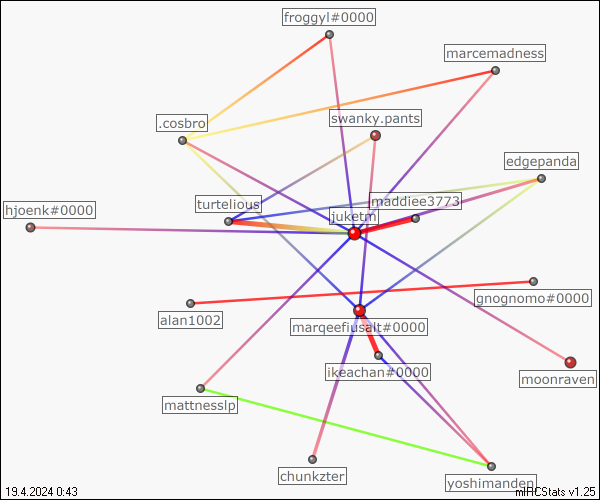 froggyl#0000
marcemadness
.cosbro
swanky.pants
edgepanda
turtelious
maddiee3773
hjoenk#0000
juketm
gnognomo#0000
alan1002
marqeefiusalt#0000
ikeachan#0000
moonraven
mattnesslp
chunkzter
yoshimanden
19.4.2024 0:43
mIRCStats v1.25